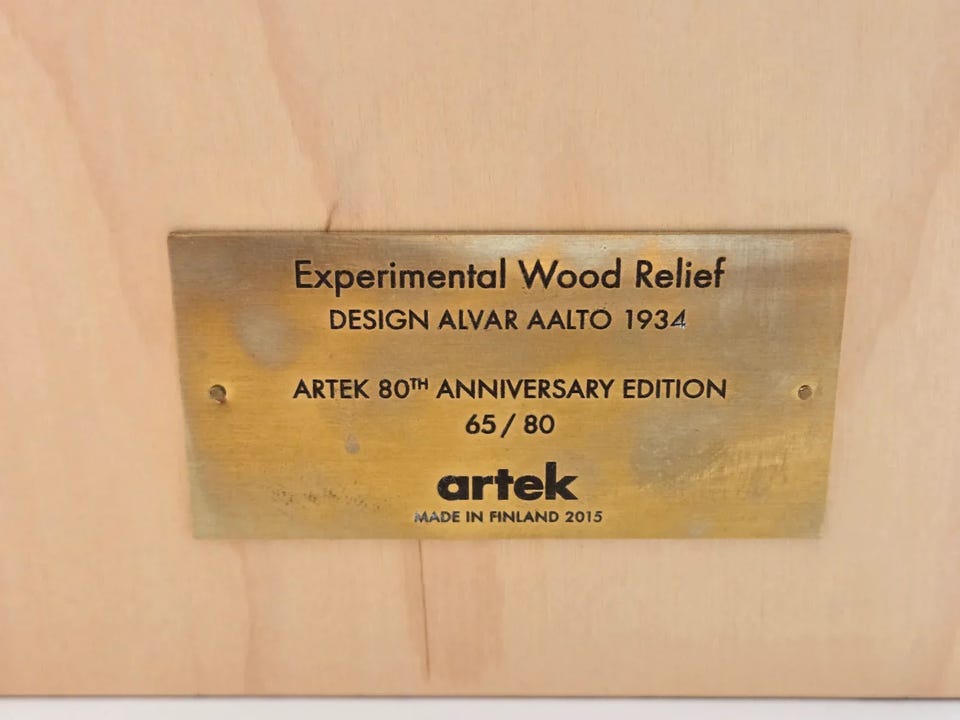 Experimental Wood Relief
DESIGN ALVAR AALTO 1934
ARTEK 80TH ANNIVERSARY EDITION
65 / 80
artek
MADE IN FINLAND 2015